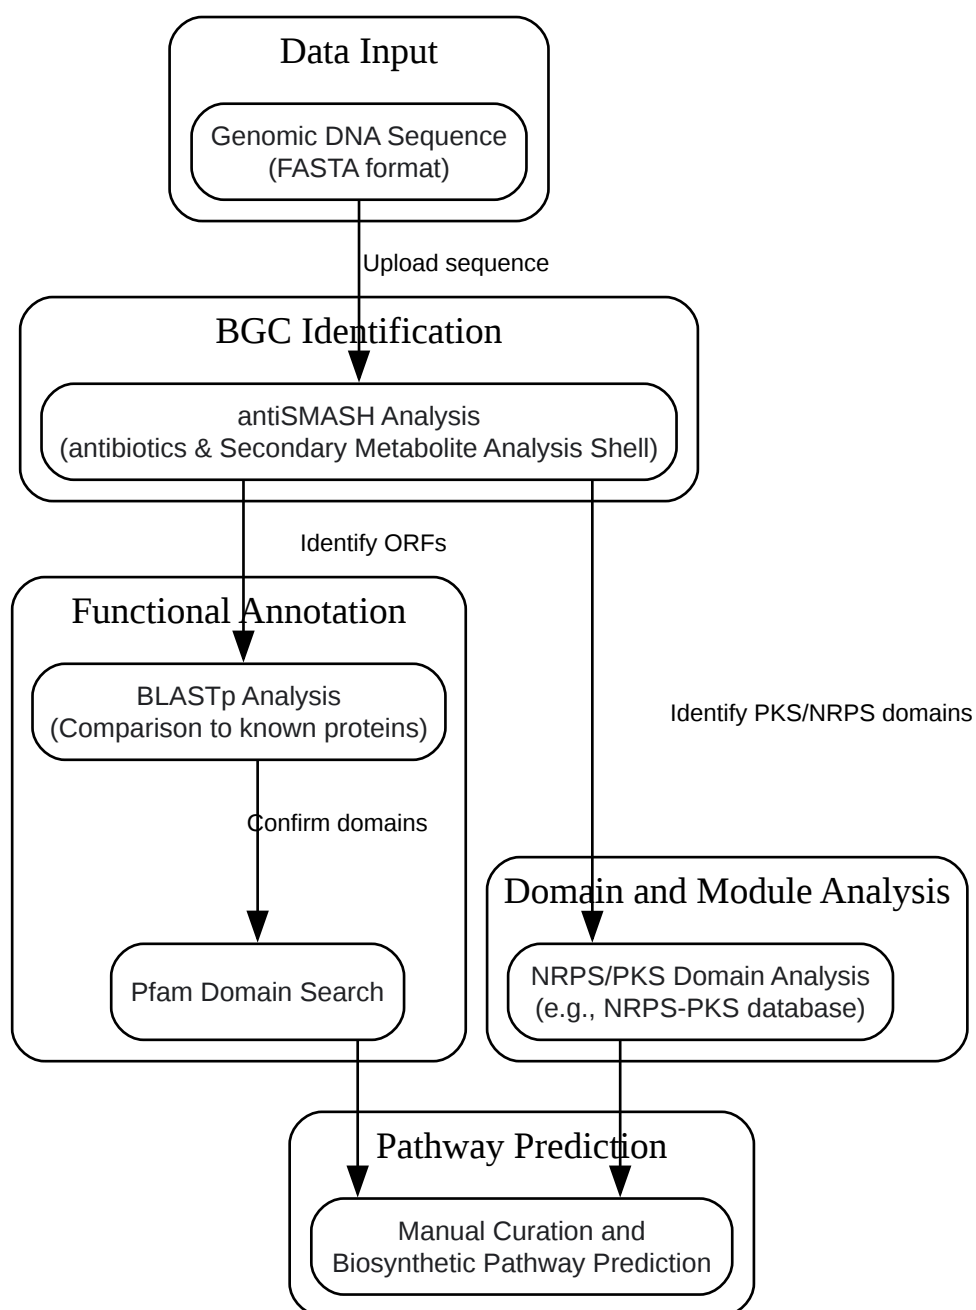 Data Input
Genomic DNA Sequence
(FASTA format)
Upload sequence
BGC Identification
antiSMASH Analysis
(antibiotics & Secondary Metabolite Analysis Shell)
Identify ORFs
Functional Annotation
BLASTp Analysis
(Comparison to known proteins)
Identify PKS/NRPS domains
Confirm domains
Domain and Module Analysis
Pfam Domain Search
NRPS/PKS Domain Analysis
(e.g., NRPS-PKS database)
Pathway Prediction
Manual Curation and
Biosynthetic Pathway Prediction